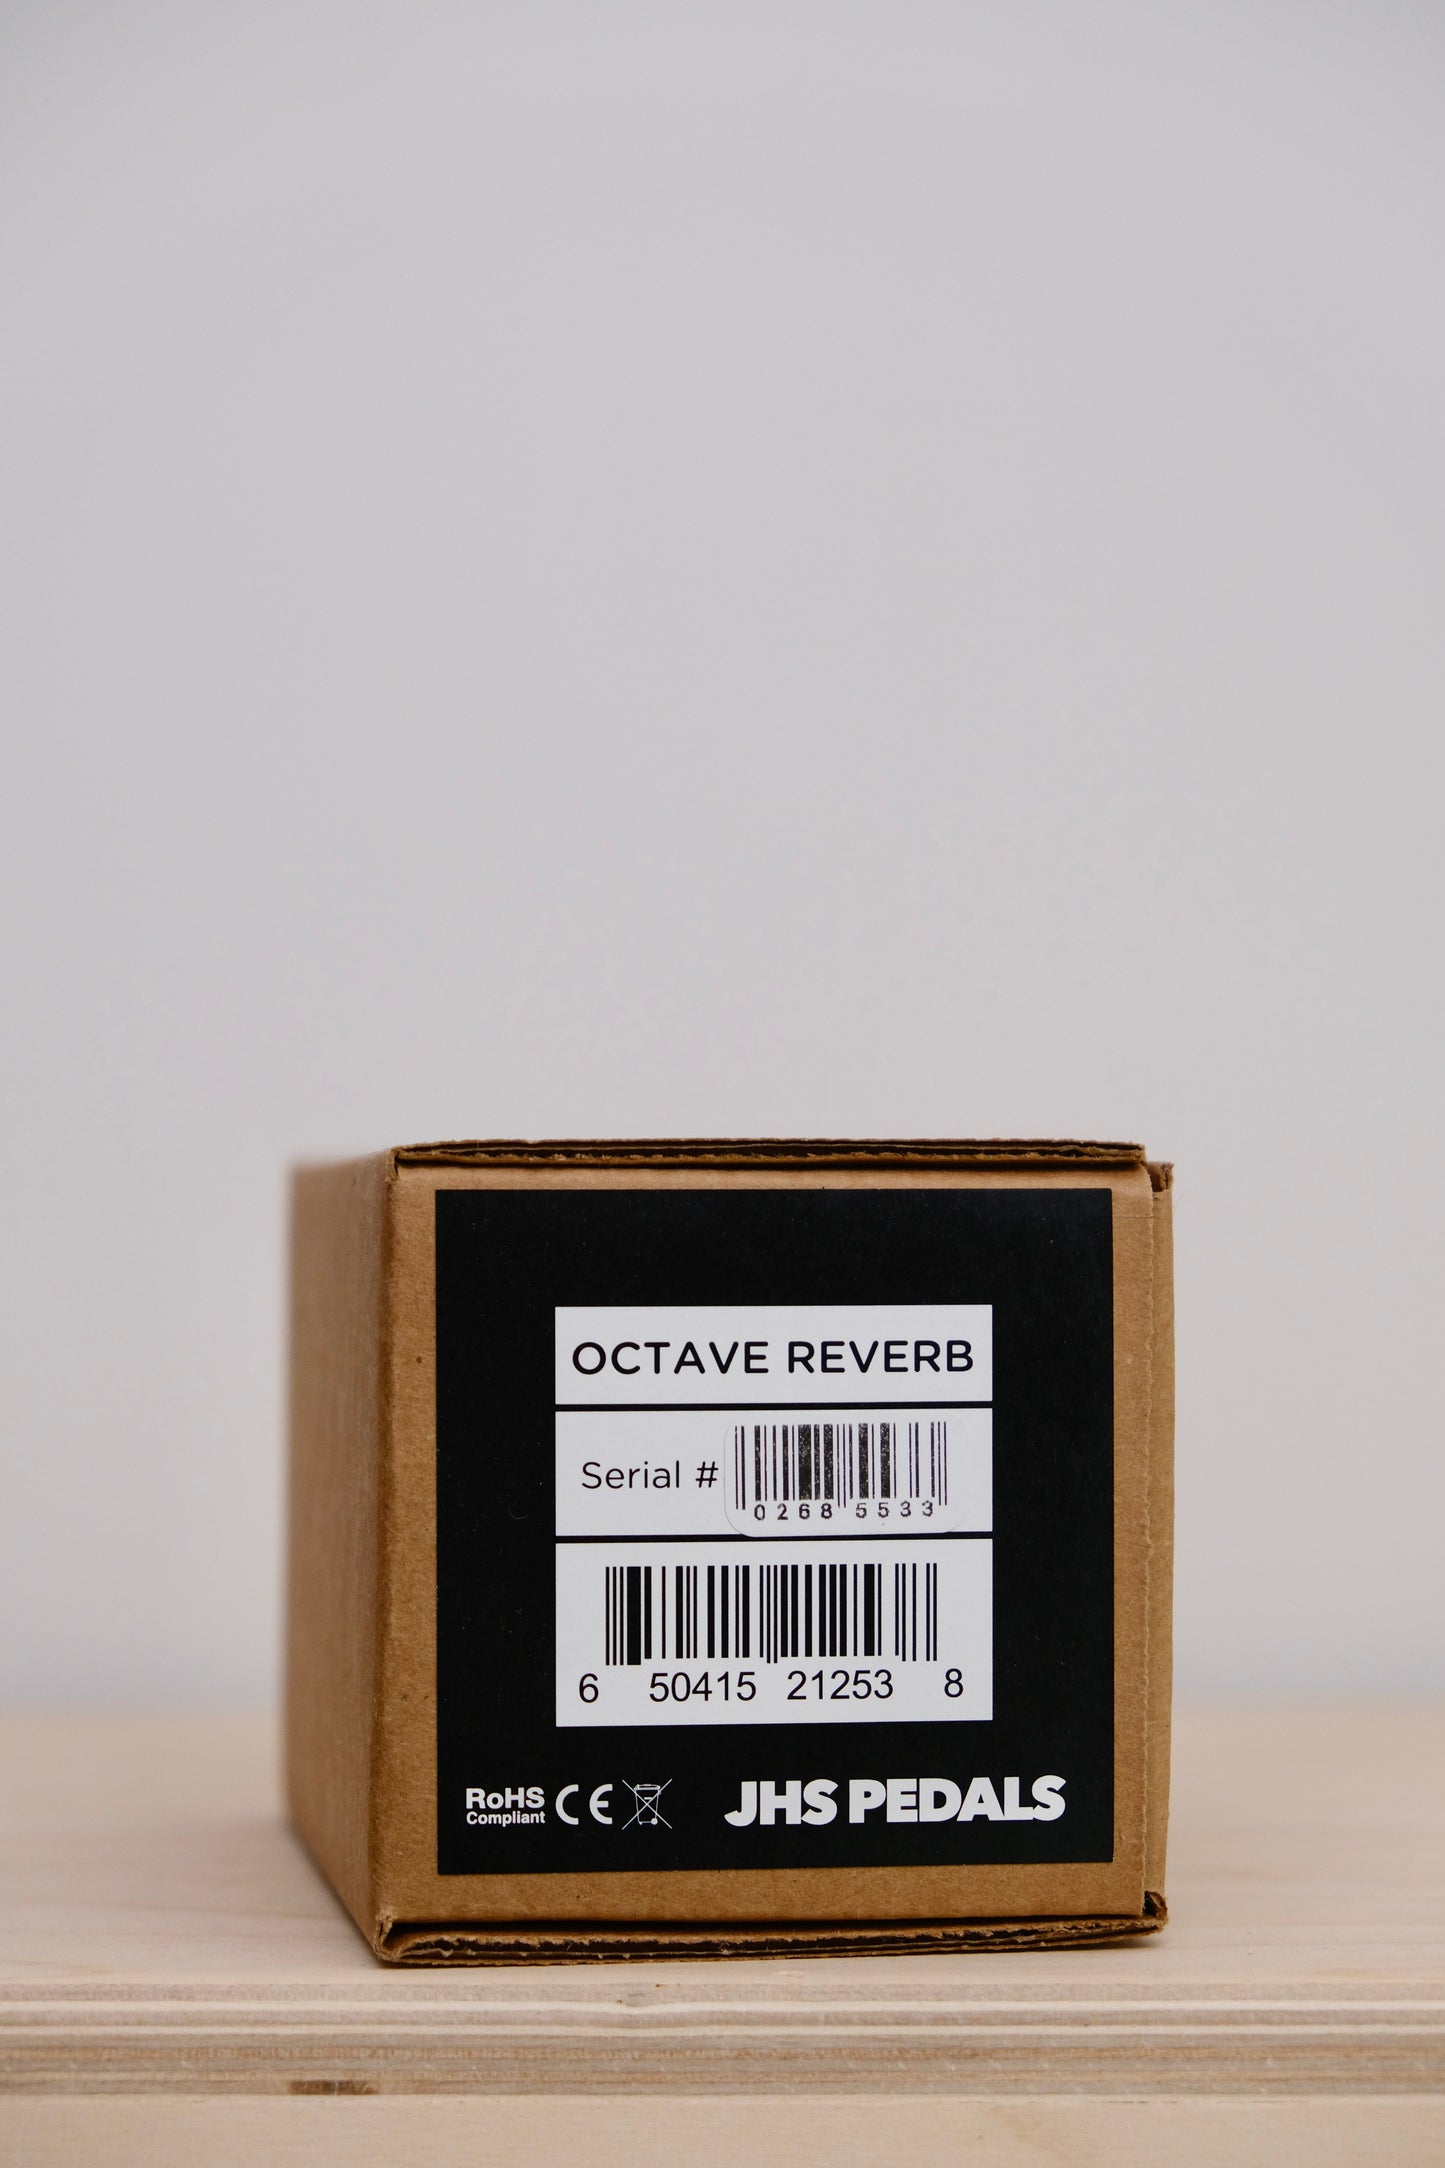 OCTAVE REVERB
Serial #
0268 5533
6 50415 21253 8
RoHS
Compliant
CE
JHS PEDALS